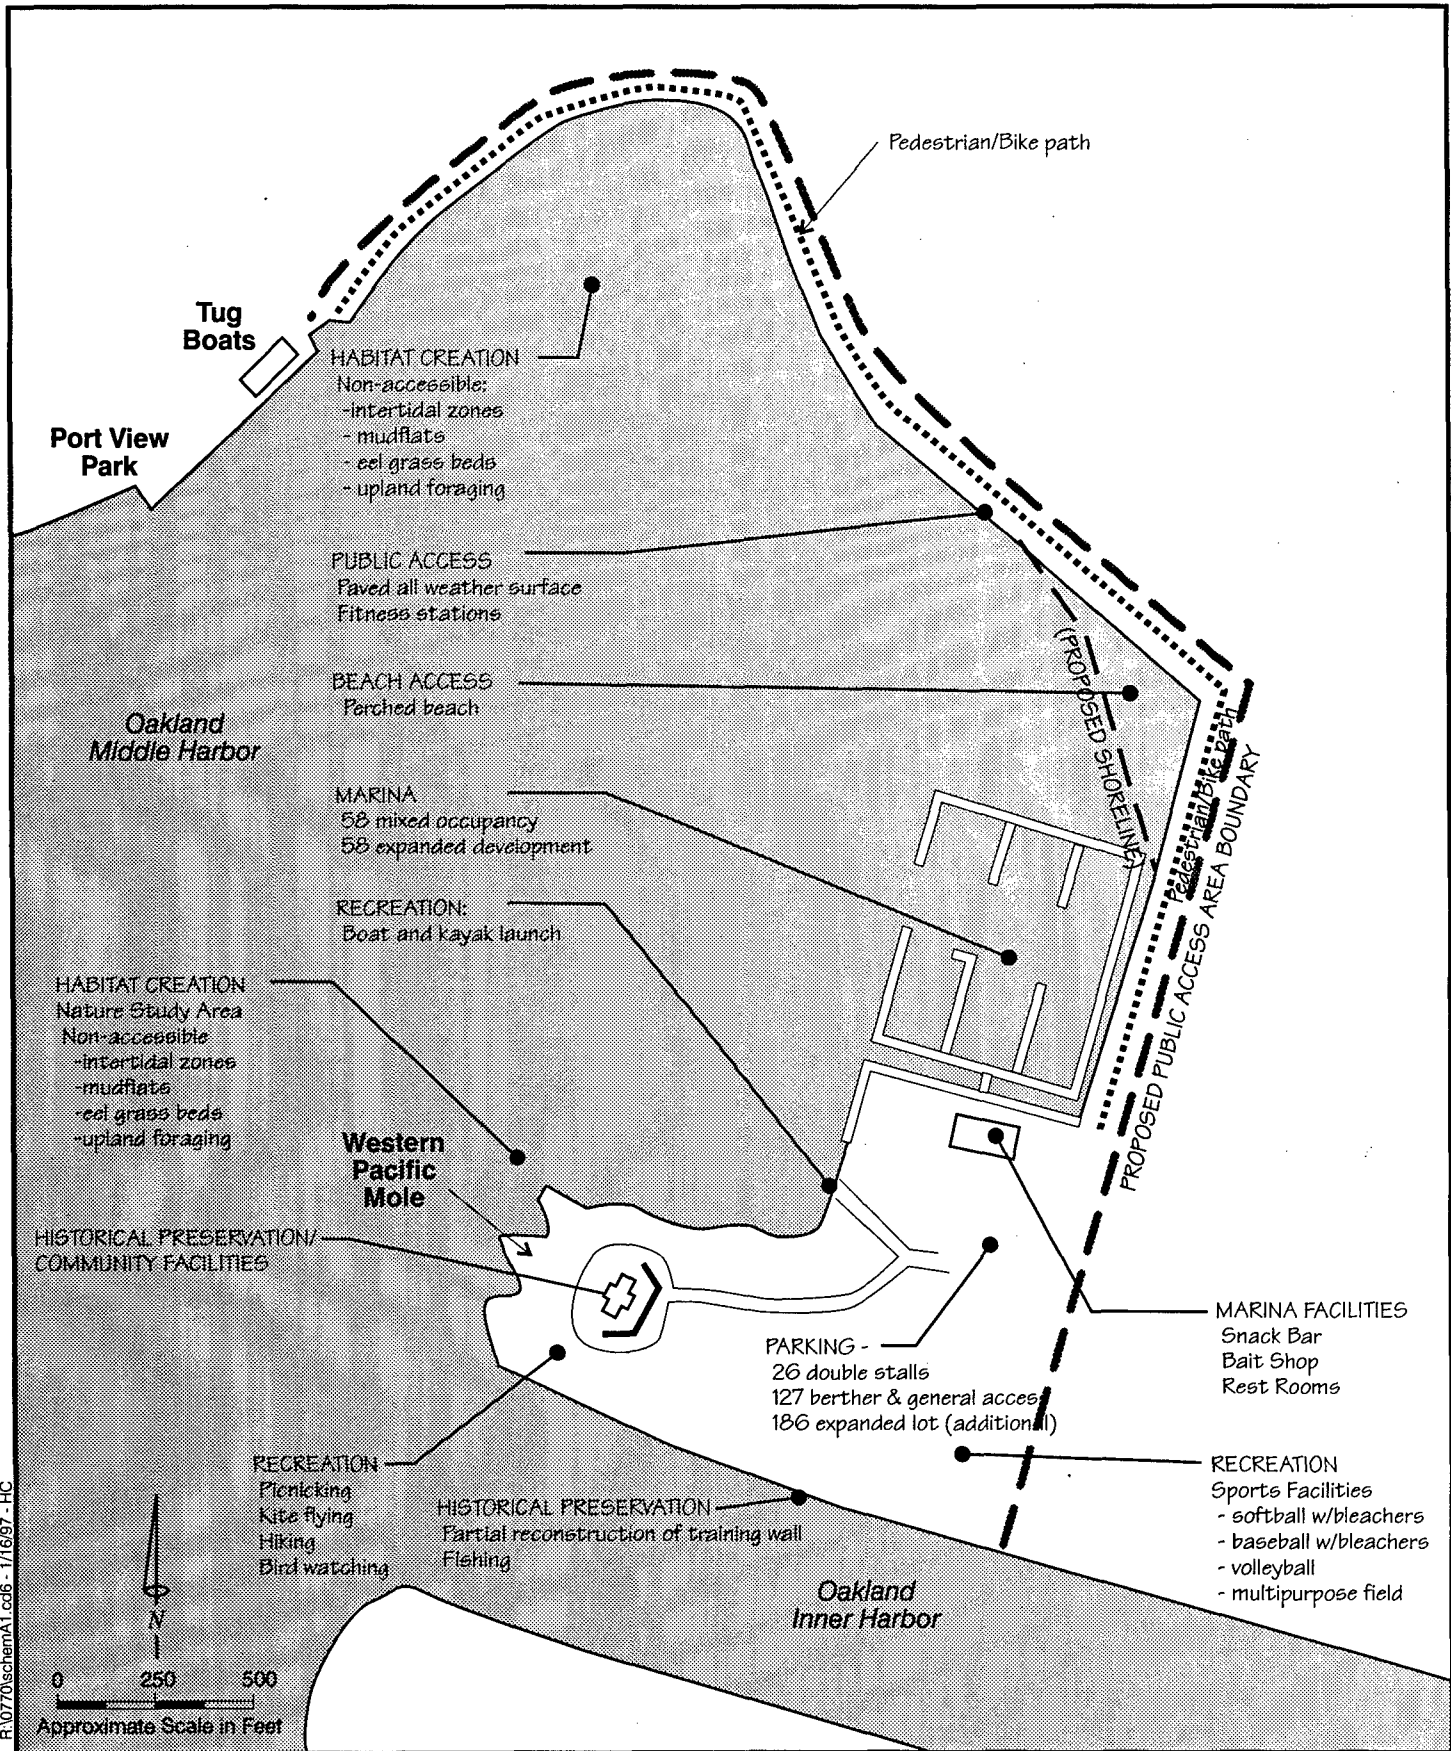 Pedestrian/Bike path
Tug
Boats
Port View
Park
HABITAT CREATION
Non-accessible:
-intertidal zones
- mudflats
- eel grass beds
- upland foraging
PUBLIC ACCESS
Paved all weather surface
Fitness stations
BEACH ACCESS
Perched beach
(PROPOSED SHORELINE)
Oakland
Middle Harbor
Pedestrian/Bike path
PROPOSED PUBLIC ACCESS AREA BOUNDARY
MARINA
58 mixed occupancy
58 expanded development
RECREATION:
Boat and kayak launch
HABITAT CREATION
Nature Study Area
Non-accessible
-intertidal zones
-mudflats
-eel grass beds
-upland foraging
Western
Pacific
Mole
HISTORICAL PRESERVATION/
COMMUNITY FACILITIES
PARKING -
26 double stalls
127 berther & general acces
186 expanded lot (additional)
MARINA FACILITIES
Snack Bar
Bait Shop
Rest Rooms
RECREATION
Picnicking
Kite flying
Hiking
Bird watching
HISTORICAL PRESERVATION
Partial reconstruction of training wall
Fishing
RECREATION
Sports Facilities
- softball w/bleachers
- baseball w/bleachers
- volleyball
- multipurpose field
Oakland
Inner Harbor
N
0 250 500
Approximate Scale in Feet
R:\0770\schemA1.cd6 - 1/16/97 - HC